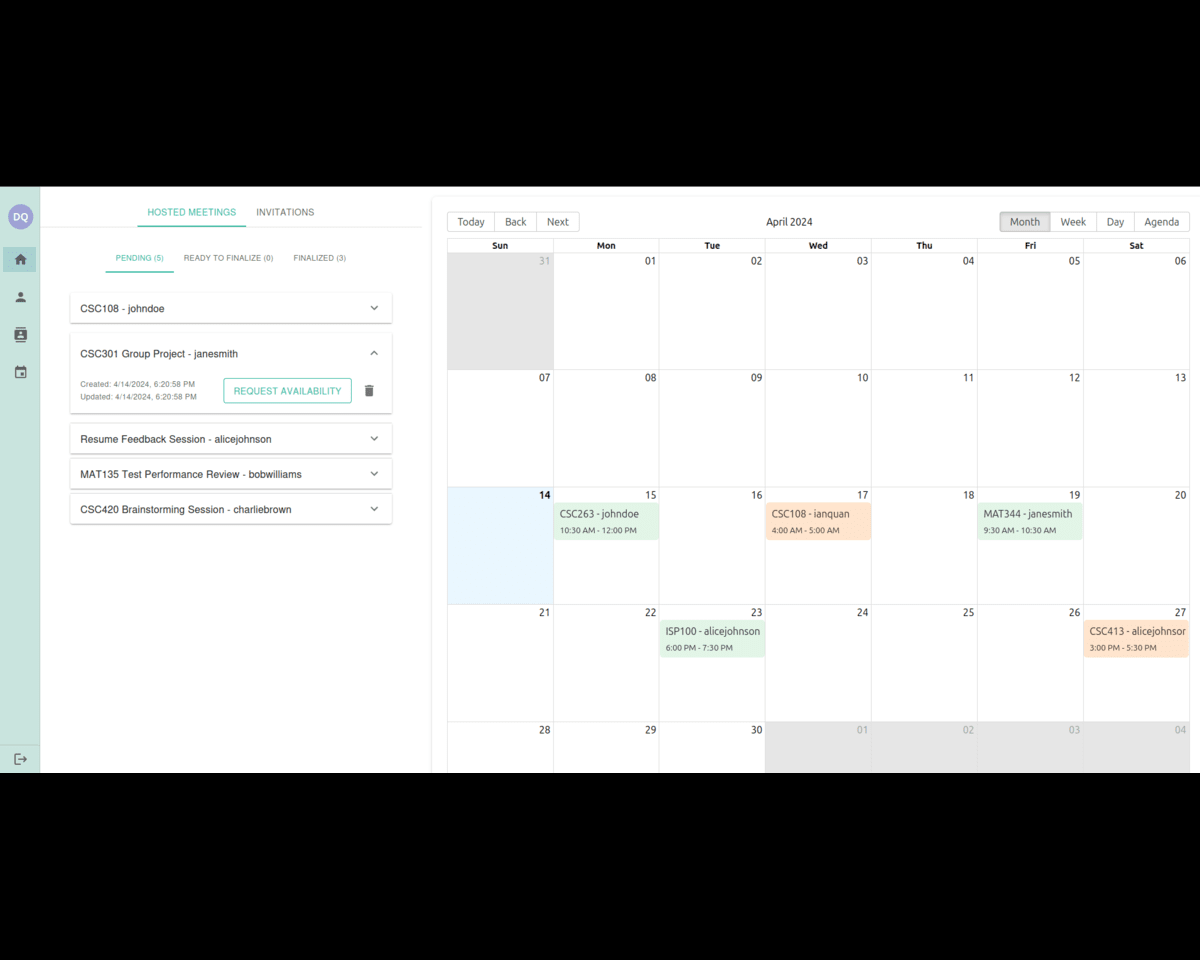 DQ
HOSTED MEETINGS INVITATIONS
PENDING (5) READY TO FINALIZE (0) FINALIZED (3)
CSC108 - johndoe
CSC301 Group Project - janesmith
Created: 4/14/2024, 6:20:58 PM
Updated: 4/14/2024, 6:20:58 PM
REQUEST AVAILABILITY
Resume Feedback Session - alicejohnson
MAT135 Test Performance Review - bobwilliams
CSC420 Brainstorming Session - charliebrown
Today Back Next April 2024 Month Week Day Agenda
Sun Mon Tue Wed Thu Fri Sat
31 01 02 03 04 05 06
07 08 09 10 11 12 13
14 15 16 17 18 19 20
CSC263 - johndoe CSC108 - ianquan MAT344 - janesmith
10:30 AM - 12:00 PM 4:00 AM - 5:00 AM 9:30 AM - 10:30 AM
21 22 23 24 25 26 27
ISP100 - alicejohnson CSC413 - alicejohnsor
6:00 PM - 7:30 PM 3:00 PM - 5:30 PM
28 29 30 01 02 03 04